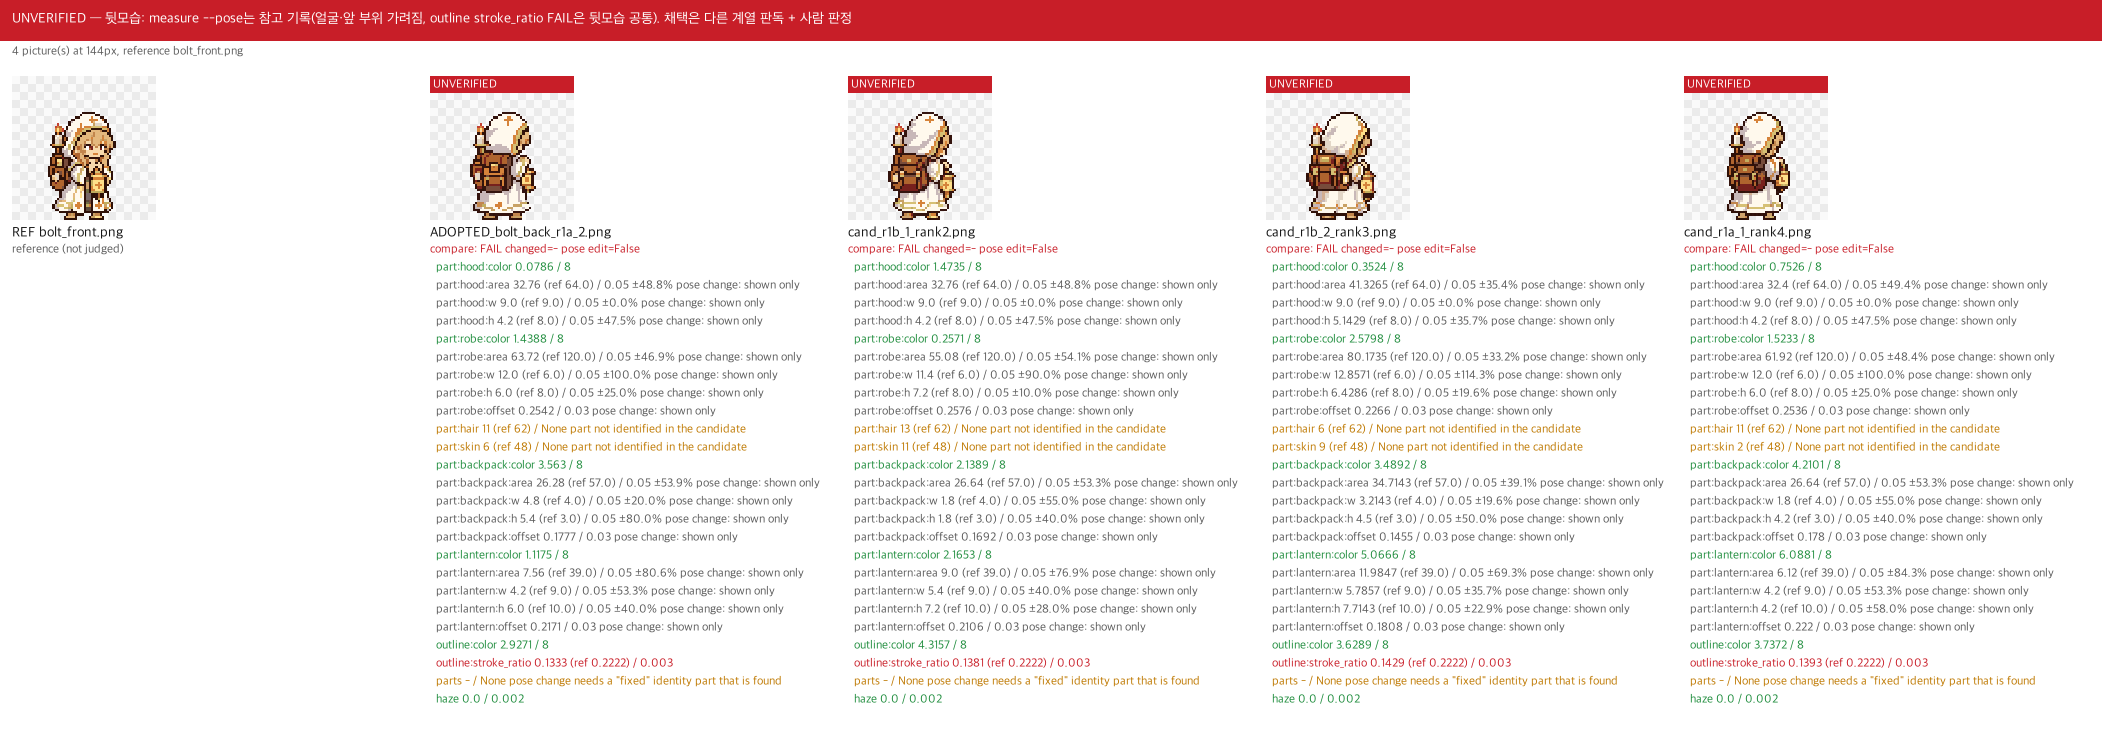 UNVERIFIED — 뒷모습: measure --pose는 참고 기록(얼굴·앞 부위 가려짐, outline stroke_ratio FAIL은 뒷모습 공통). 채택은 다른 계열 판독 + 사람 판정
4 picture(s) at 144px, reference bolt_front.png
REF bolt_front.png
reference (not judged)
UNVERIFIED
ADOPTED_bolt_back_r1a_2.png
compare: FAIL changed=- pose edit=False
part:hood:color 0.0786 / 8
part:hood:area 32.76 (ref 64.0) / 0.05 ±48.8% pose change: shown only
part:hood:w 9.0 (ref 9.0) / 0.05 ±0.0% pose change: shown only
part:hood:h 4.2 (ref 8.0) / 0.05 ±47.5% pose change: shown only
part:robe:color 1.4388 / 8
part:robe:area 63.72 (ref 120.0) / 0.05 ±46.9% pose change: shown only
part:robe:w 12.0 (ref 6.0) / 0.05 ±100.0% pose change: shown only
part:robe:h 6.0 (ref 8.0) / 0.05 ±25.0% pose change: shown only
part:robe:offset 0.2542 / 0.03 pose change: shown only
part:hair 11 (ref 62) / None part not identified in the candidate
part:skin 6 (ref 48) / None part not identified in the candidate
part:backpack:color 3.563 / 8
part:backpack:area 26.28 (ref 57.0) / 0.05 ±53.9% pose change: shown only
part:backpack:w 4.8 (ref 4.0) / 0.05 ±20.0% pose change: shown only
part:backpack:h 5.4 (ref 3.0) / 0.05 ±80.0% pose change: shown only
part:backpack:offset 0.1777 / 0.03 pose change: shown only
part:lantern:color 1.1175 / 8
part:lantern:area 7.56 (ref 39.0) / 0.05 ±80.6% pose change: shown only
part:lantern:w 4.2 (ref 9.0) / 0.05 ±53.3% pose change: shown only
part:lantern:h 6.0 (ref 10.0) / 0.05 ±40.0% pose change: shown only
part:lantern:offset 0.2171 / 0.03 pose change: shown only
outline:color 2.9271 / 8
outline:stroke_ratio 0.1333 (ref 0.2222) / 0.003
parts - / None pose change needs a "fixed" identity part that is found
haze 0.0 / 0.002
UNVERIFIED
cand_r1b_1_rank2.png
compare: FAIL changed=- pose edit=False
part:hood:color 1.4735 / 8
part:hood:area 32.76 (ref 64.0) / 0.05 ±48.8% pose change: shown only
part:hood:w 9.0 (ref 9.0) / 0.05 ±0.0% pose change: shown only
part:hood:h 4.2 (ref 8.0) / 0.05 ±47.5% pose change: shown only
part:robe:color 0.2571 / 8
part:robe:area 55.08 (ref 120.0) / 0.05 ±54.1% pose change: shown only
part:robe:w 11.4 (ref 6.0) / 0.05 ±90.0% pose change: shown only
part:robe:h 7.2 (ref 8.0) / 0.05 ±10.0% pose change: shown only
part:robe:offset 0.2576 / 0.03 pose change: shown only
part:hair 13 (ref 62) / None part not identified in the candidate
part:skin 11 (ref 48) / None part not identified in the candidate
part:backpack:color 2.1389 / 8
part:backpack:area 26.64 (ref 57.0) / 0.05 ±53.3% pose change: shown only
part:backpack:w 1.8 (ref 4.0) / 0.05 ±55.0% pose change: shown only
part:backpack:h 1.8 (ref 3.0) / 0.05 ±40.0% pose change: shown only
part:backpack:offset 0.1692 / 0.03 pose change: shown only
part:lantern:color 2.1653 / 8
part:lantern:area 9.0 (ref 39.0) / 0.05 ±76.9% pose change: shown only
part:lantern:w 5.4 (ref 9.0) / 0.05 ±40.0% pose change: shown only
part:lantern:h 7.2 (ref 10.0) / 0.05 ±28.0% pose change: shown only
part:lantern:offset 0.2106 / 0.03 pose change: shown only
outline:color 4.3157 / 8
outline:stroke_ratio 0.1381 (ref 0.2222) / 0.003
parts - / None pose change needs a "fixed" identity part that is found
haze 0.0 / 0.002
UNVERIFIED
cand_r1b_2_rank3.png
compare: FAIL changed=- pose edit=False
part:hood:color 0.3524 / 8
part:hood:area 41.3265 (ref 64.0) / 0.05 ±35.4% pose change: shown only
part:hood:w 9.0 (ref 9.0) / 0.05 ±0.0% pose change: shown only
part:hood:h 5.1429 (ref 8.0) / 0.05 ±35.7% pose change: shown only
part:robe:color 2.5798 / 8
part:robe:area 80.1735 (ref 120.0) / 0.05 ±33.2% pose change: shown only
part:robe:w 12.8571 (ref 6.0) / 0.05 ±114.3% pose change: shown only
part:robe:h 6.4286 (ref 8.0) / 0.05 ±19.6% pose change: shown only
part:robe:offset 0.2266 / 0.03 pose change: shown only
part:hair 6 (ref 62) / None part not identified in the candidate
part:skin 9 (ref 48) / None part not identified in the candidate
part:backpack:color 3.4892 / 8
part:backpack:area 34.7143 (ref 57.0) / 0.05 ±39.1% pose change: shown only
part:backpack:w 3.2143 (ref 4.0) / 0.05 ±19.6% pose change: shown only
part:backpack:h 4.5 (ref 3.0) / 0.05 ±50.0% pose change: shown only
part:backpack:offset 0.1455 / 0.03 pose change: shown only
part:lantern:color 5.0666 / 8
part:lantern:area 11.9847 (ref 39.0) / 0.05 ±69.3% pose change: shown only
part:lantern:w 5.7857 (ref 9.0) / 0.05 ±35.7% pose change: shown only
part:lantern:h 7.7143 (ref 10.0) / 0.05 ±22.9% pose change: shown only
part:lantern:offset 0.1808 / 0.03 pose change: shown only
outline:color 3.6289 / 8
outline:stroke_ratio 0.1429 (ref 0.2222) / 0.003
parts - / None pose change needs a "fixed" identity part that is found
haze 0.0 / 0.002
UNVERIFIED
cand_r1a_1_rank4.png
compare: FAIL changed=- pose edit=False
part:hood:color 0.7526 / 8
part:hood:area 32.4 (ref 64.0) / 0.05 ±49.4% pose change: shown only
part:hood:w 9.0 (ref 9.0) / 0.05 ±0.0% pose change: shown only
part:hood:h 4.2 (ref 8.0) / 0.05 ±47.5% pose change: shown only
part:robe:color 1.5233 / 8
part:robe:area 61.92 (ref 120.0) / 0.05 ±48.4% pose change: shown only
part:robe:w 12.0 (ref 6.0) / 0.05 ±100.0% pose change: shown only
part:robe:h 6.0 (ref 8.0) / 0.05 ±25.0% pose change: shown only
part:robe:offset 0.2536 / 0.03 pose change: shown only
part:hair 11 (ref 62) / None part not identified in the candidate
part:skin 2 (ref 48) / None part not identified in the candidate
part:backpack:color 4.2101 / 8
part:backpack:area 26.64 (ref 57.0) / 0.05 ±53.3% pose change: shown only
part:backpack:w 1.8 (ref 4.0) / 0.05 ±55.0% pose change: shown only
part:backpack:h 4.2 (ref 3.0) / 0.05 ±40.0% pose change: shown only
part:backpack:offset 0.178 / 0.03 pose change: shown only
part:lantern:color 6.0881 / 8
part:lantern:area 6.12 (ref 39.0) / 0.05 ±84.3% pose change: shown only
part:lantern:w 4.2 (ref 9.0) / 0.05 ±53.3% pose change: shown only
part:lantern:h 4.2 (ref 10.0) / 0.05 ±58.0% pose change: shown only
part:lantern:offset 0.222 / 0.03 pose change: shown only
outline:color 3.7372 / 8
outline:stroke_ratio 0.1393 (ref 0.2222) / 0.003
parts - / None pose change needs a "fixed" identity part that is found
haze 0.0 / 0.002